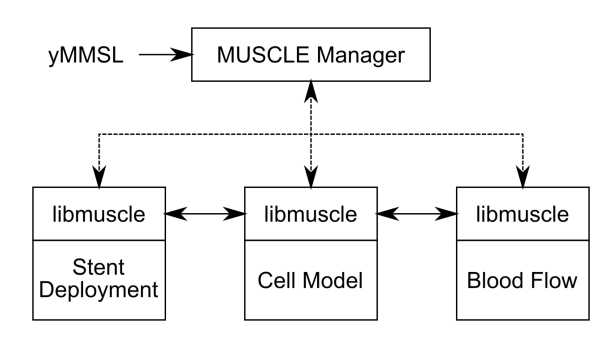 yMMSL
MUSCLE Manager
libmuscle
libmuscle
libmuscle
Stent
Deployment
Cell Model
Blood Flow